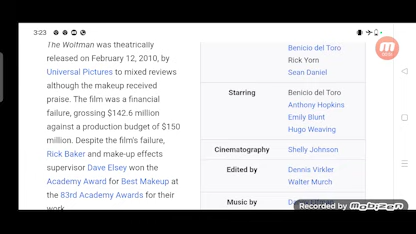 3:23
The Wolfman was theatrically
released on February 12, 2010, by
Universal Pictures to mixed reviews
although the makeup received
praise. The film was a financial
failure, grossing $142.6 million
against a production budget of $150
million. Despite the film's failure,
Rick Baker and make-up effects
supervisor Dave Elsey won the
Academy Award for Best Makeup at
the 83rd Academy Awards for their
work.
Benicio del Toro
Rick Yorn
Sean Daniel
Starring
Benicio del Toro
Anthony Hopkins
Emily Blunt
Hugo Weaving
Cinematography
Shelly Johnson
Edited by
Dennis Virkler
Walter Murch
Music by
Recorded by Mobizen